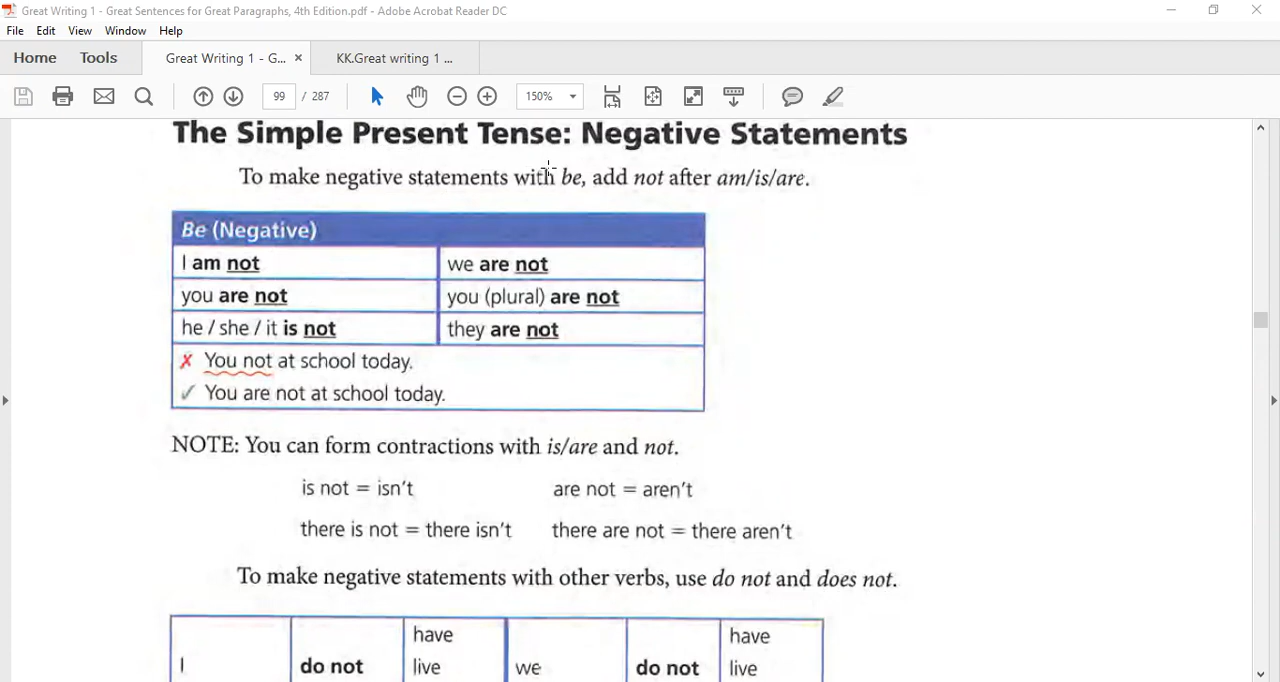 Great Writing 1 - Great Sentences for Great Paragraphs, 4th Edition.pdf - Adobe Acrobat Reader DC
File Edit View Window Help
Home Tools Great Writing 1 - G... × KK.Great writing 1 ...
99 / 287 150%
The Simple Present Tense: Negative Statements
To make negative statements with be, add not after am/is/are.
Be (Negative)
I am not we are not
you are not you (plural) are not
he / she / it is not they are not
✗ You not at school today.
✓ You are not at school today.
NOTE: You can form contractions with is/are and not.
is not = isn't are not = aren't
there is not = there isn't there are not = there aren't
To make negative statements with other verbs, use do not and does not.
have have
I do not live we do not live